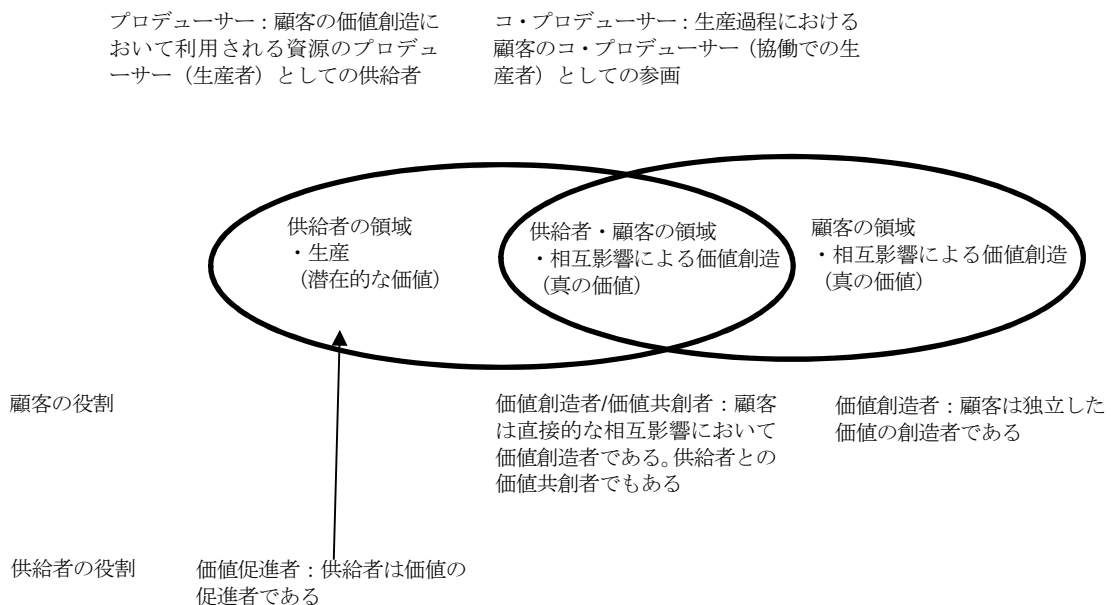 プロデューサー：顧客の価値創造に
おいて利用される資源のプロデュ
ーサー（生産者）としての供給者
コ・プロデューサー：生産過程における
顧客のコ・プロデューサー（協働での生
産者）としての参画
供給者の領域
・生産
（潜在的な価値）
供給者・顧客の領域
・相互影響による価値創造
（真の価値）
顧客の領域
・相互影響による価値創造
（真の価値）
顧客の役割
価値創造者/価値共創者：顧客
は直接的な相互影響において
価値創造者である。供給者との
価値共創者でもある
価値創造者：顧客は独立した
価値の創造者である
供給者の役割
価値促進者：供給者は価値の
促進者である